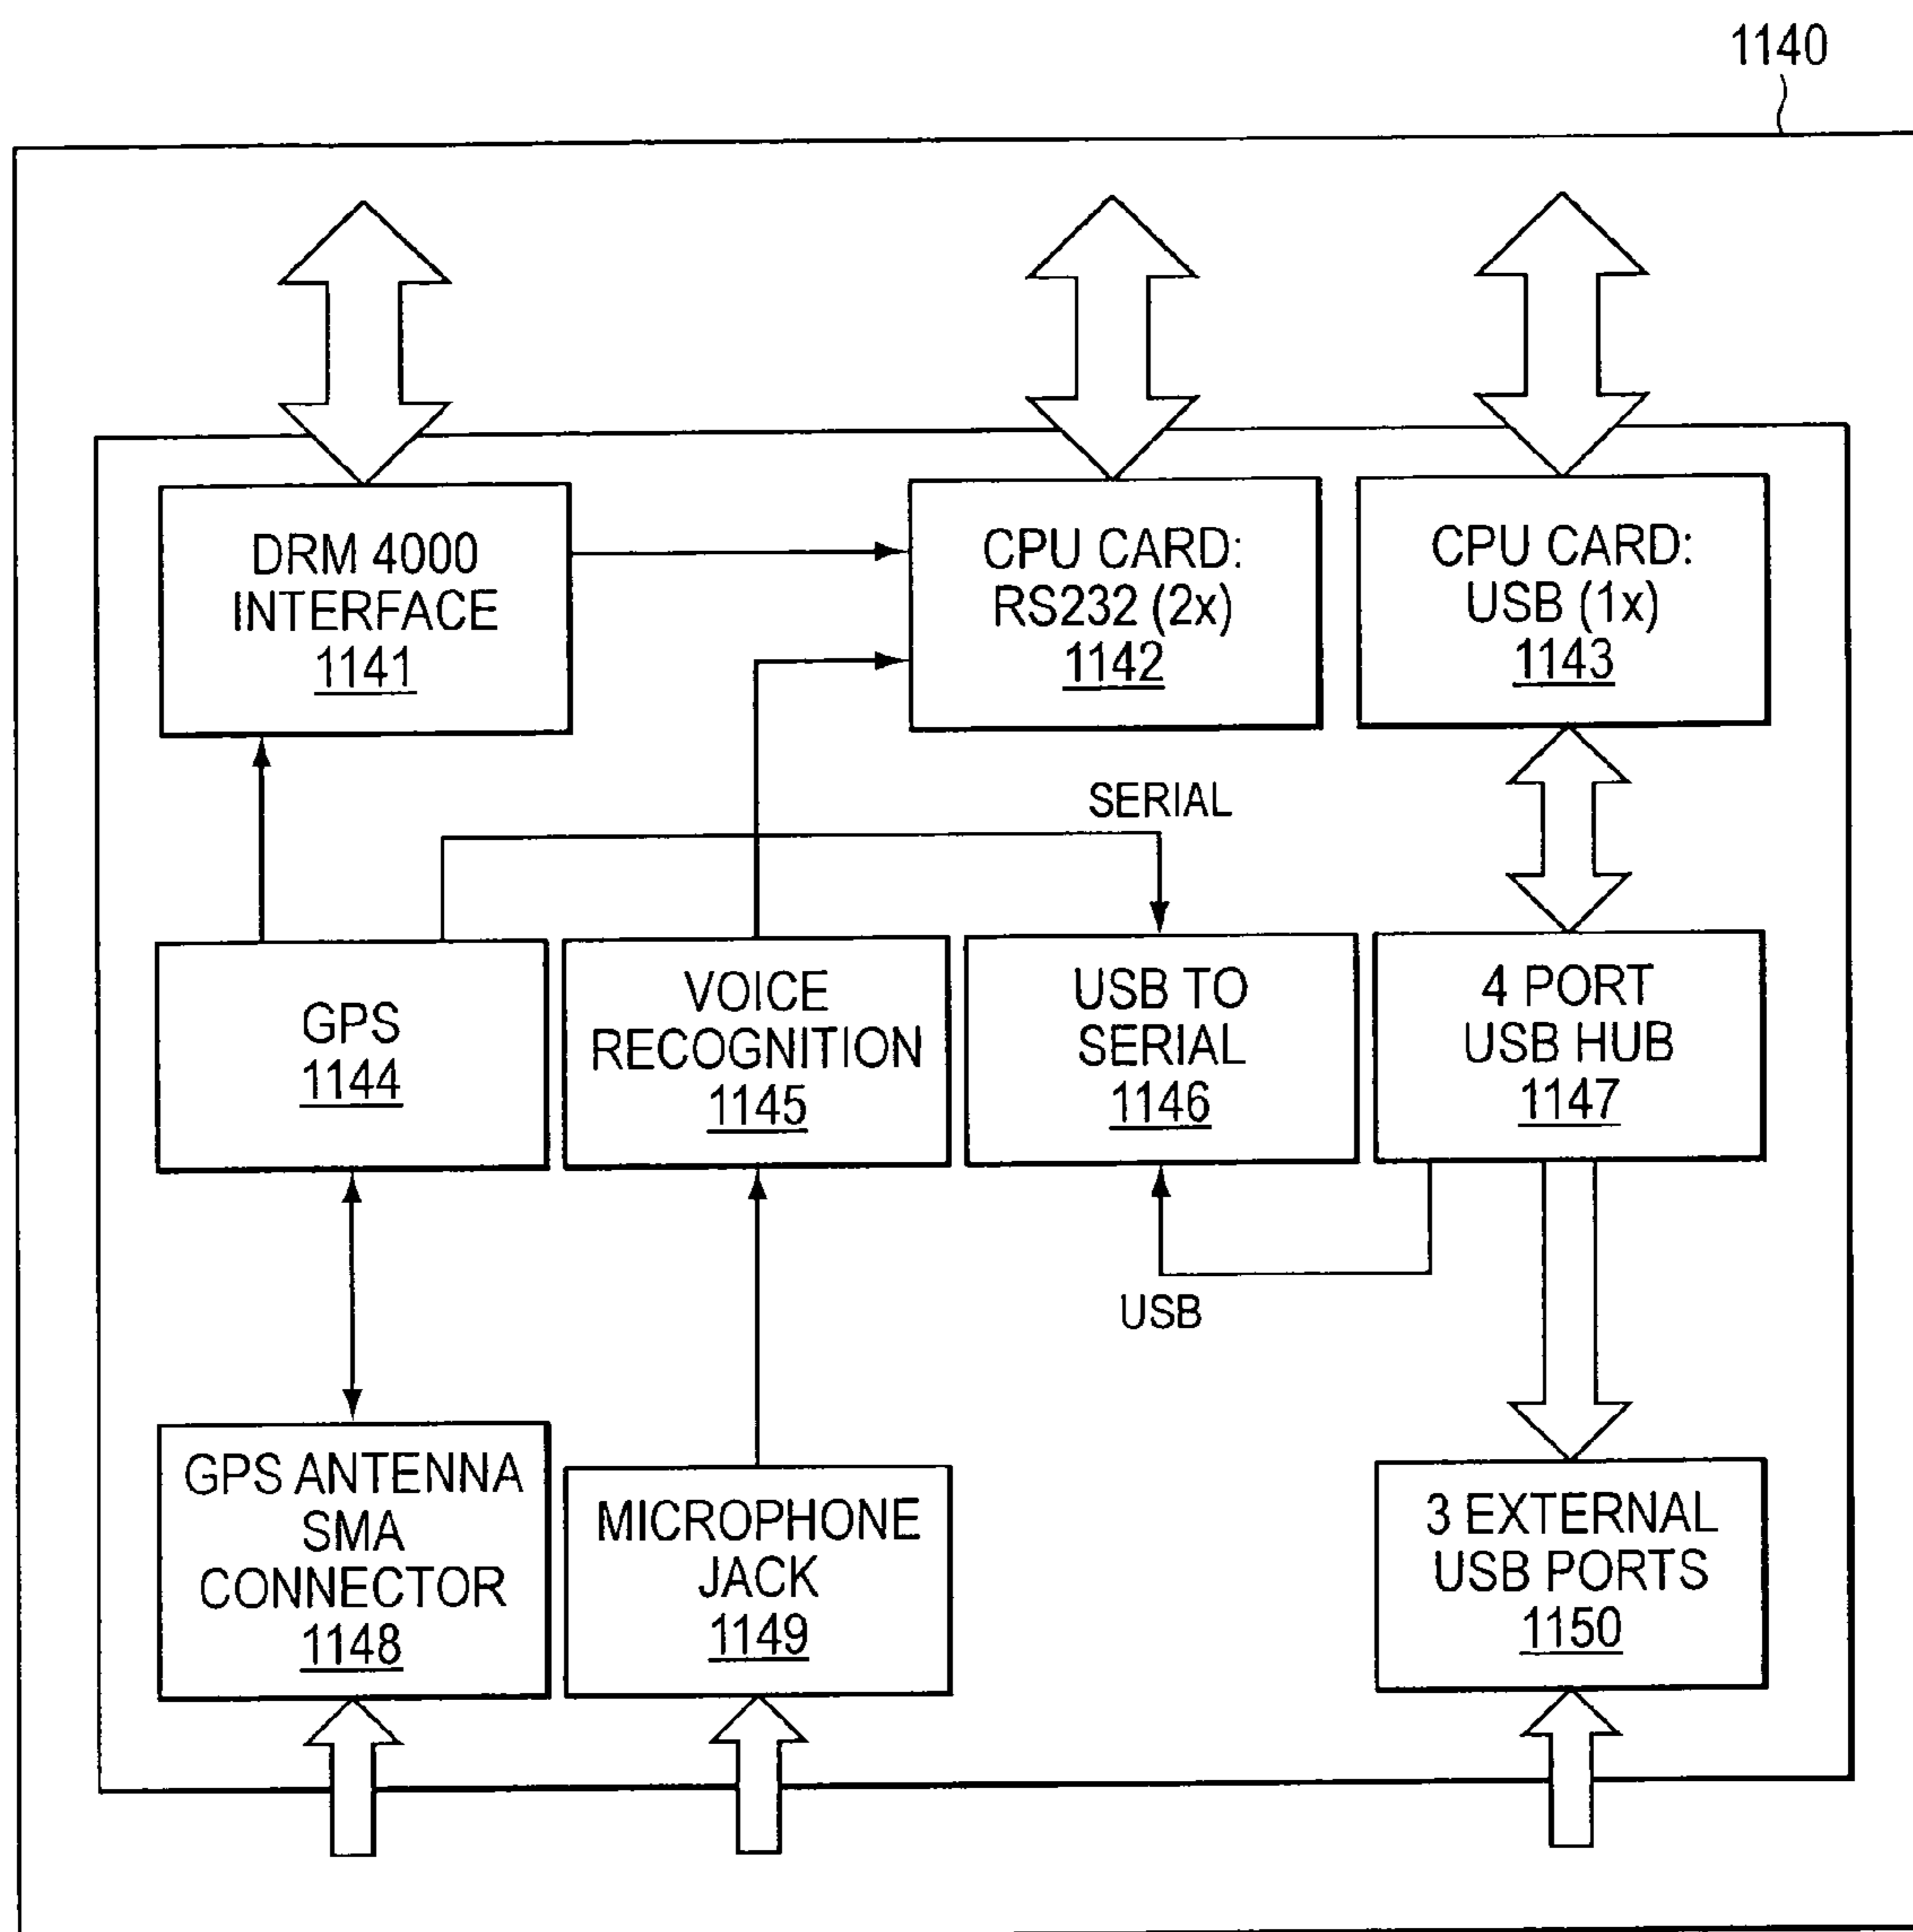 1140
DRM 4000
INTERFACE
1141
CPU CARD:
RS232 (2x)
1142
CPU CARD:
USB (1x)
1143
SERIAL
GPS
1144
VOICE
RECOGNITION
1145
USB TO
SERIAL
1146
4 PORT
USB HUB
1147
USB
GPS ANTENNA
SMA
CONNECTOR
1148
MICROPHONE
JACK
1149
3 EXTERNAL
USB PORTS
1150